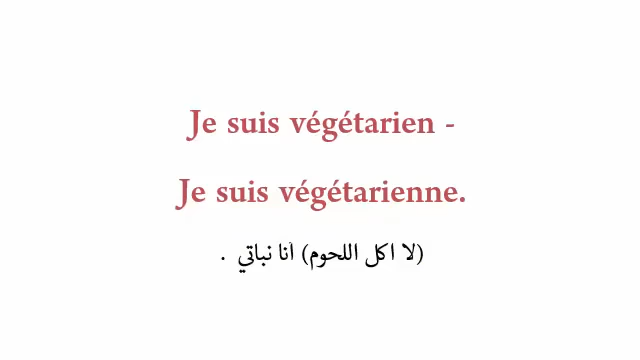 Je suis végétarien -
Je suis végétarienne.
(لا اكل اللحوم) أنا نباتي .